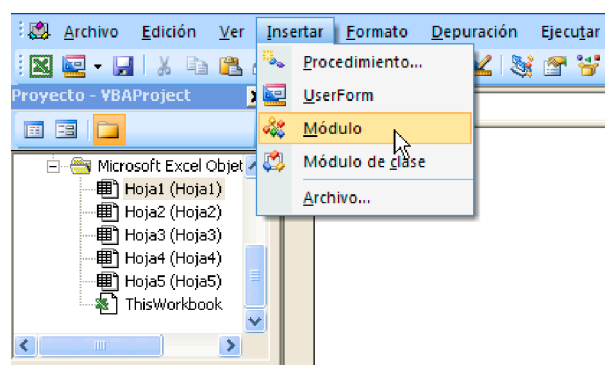 Archivo Edición Ver Insertar Formato Depuración Ejecutar
Procedimiento...
Proyecto - VBAProject
UserForm
Módulo
Módulo de clase
Archivo...
Microsoft Excel Objet
Hoja1 (Hoja1)
Hoja2 (Hoja2)
Hoja3 (Hoja3)
Hoja4 (Hoja4)
Hoja5 (Hoja5)
ThisWorkbook